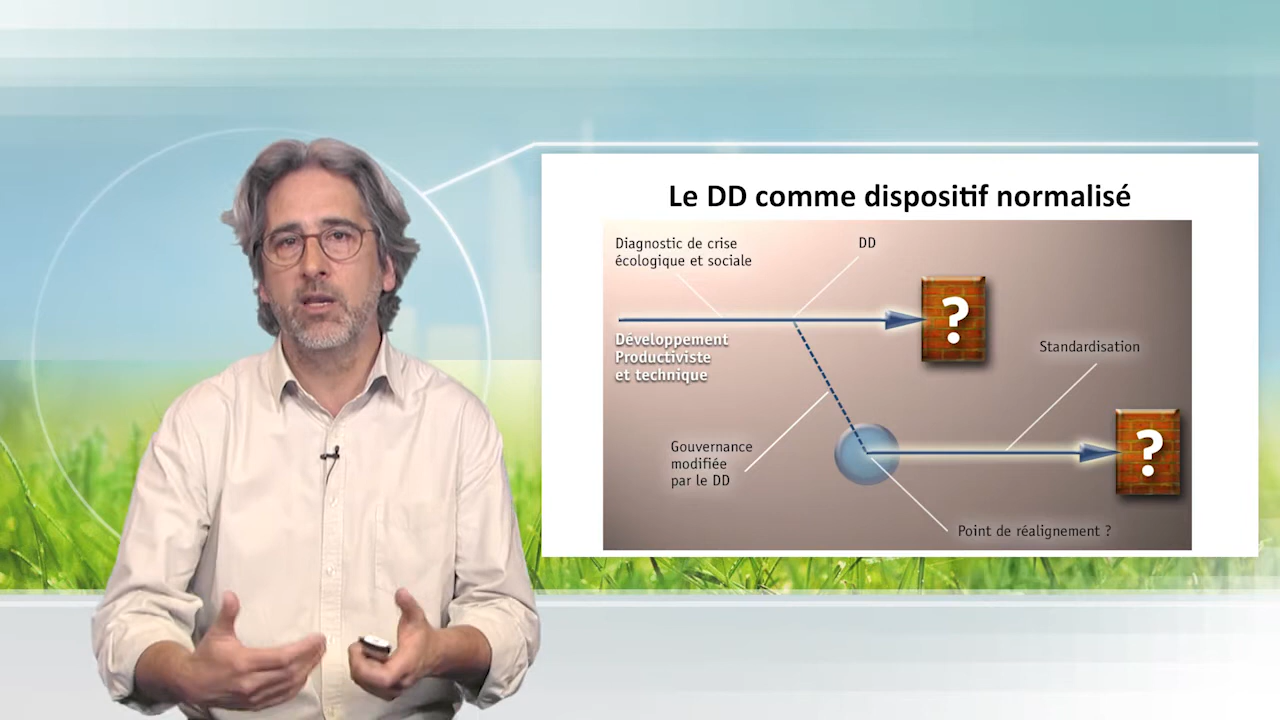 Le DD comme dispositif normalisé
Diagnostic de crise
écologique et sociale
DD
?
Développement
Productiviste
et technique
Standardisation
Gouvernance
modifiée
par le DD
?
Point de réalignement ?